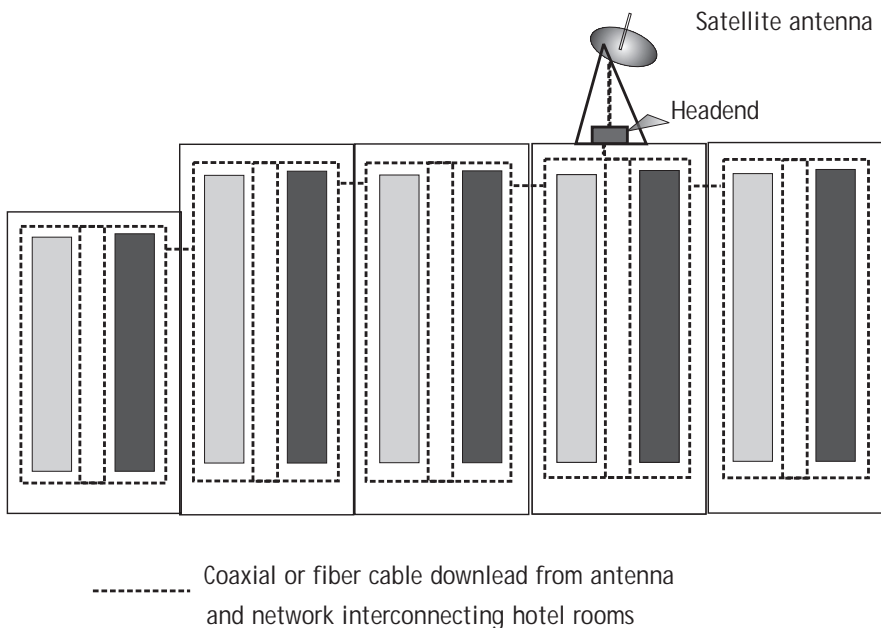 Satellite antenna
Headend
Coaxial or fiber cable downlead from antenna
and network interconnecting hotel rooms